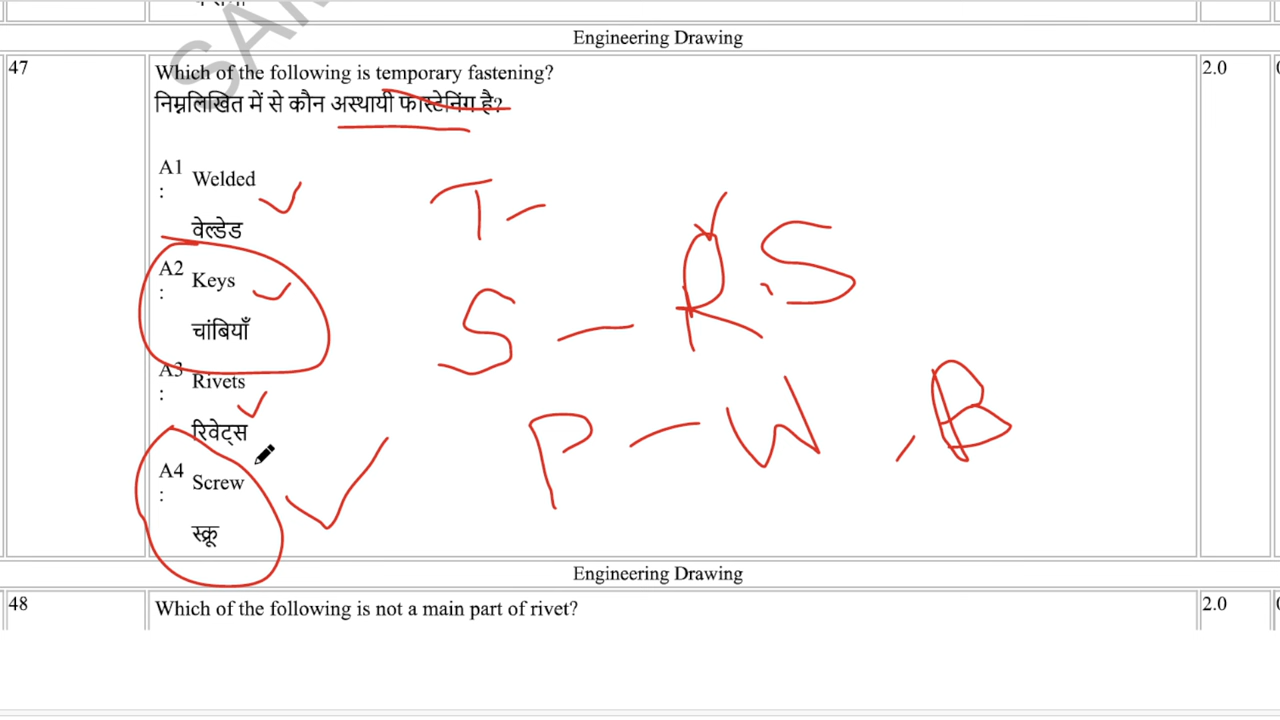 Engineering Drawing
47
Which of the following is temporary fastening?
2.0
निम्नलिखित में से कौन अस्थायी फास्टेनिंग है?
A1 : Welded
वेल्डेड
T -
A2 : Keys
चांबियाँ
S - R, S
A3 : Rivets
रिवेट्स
P - W, B
A4 : Screw
स्क्रू
Engineering Drawing
48
Which of the following is not a main part of rivet?
2.0